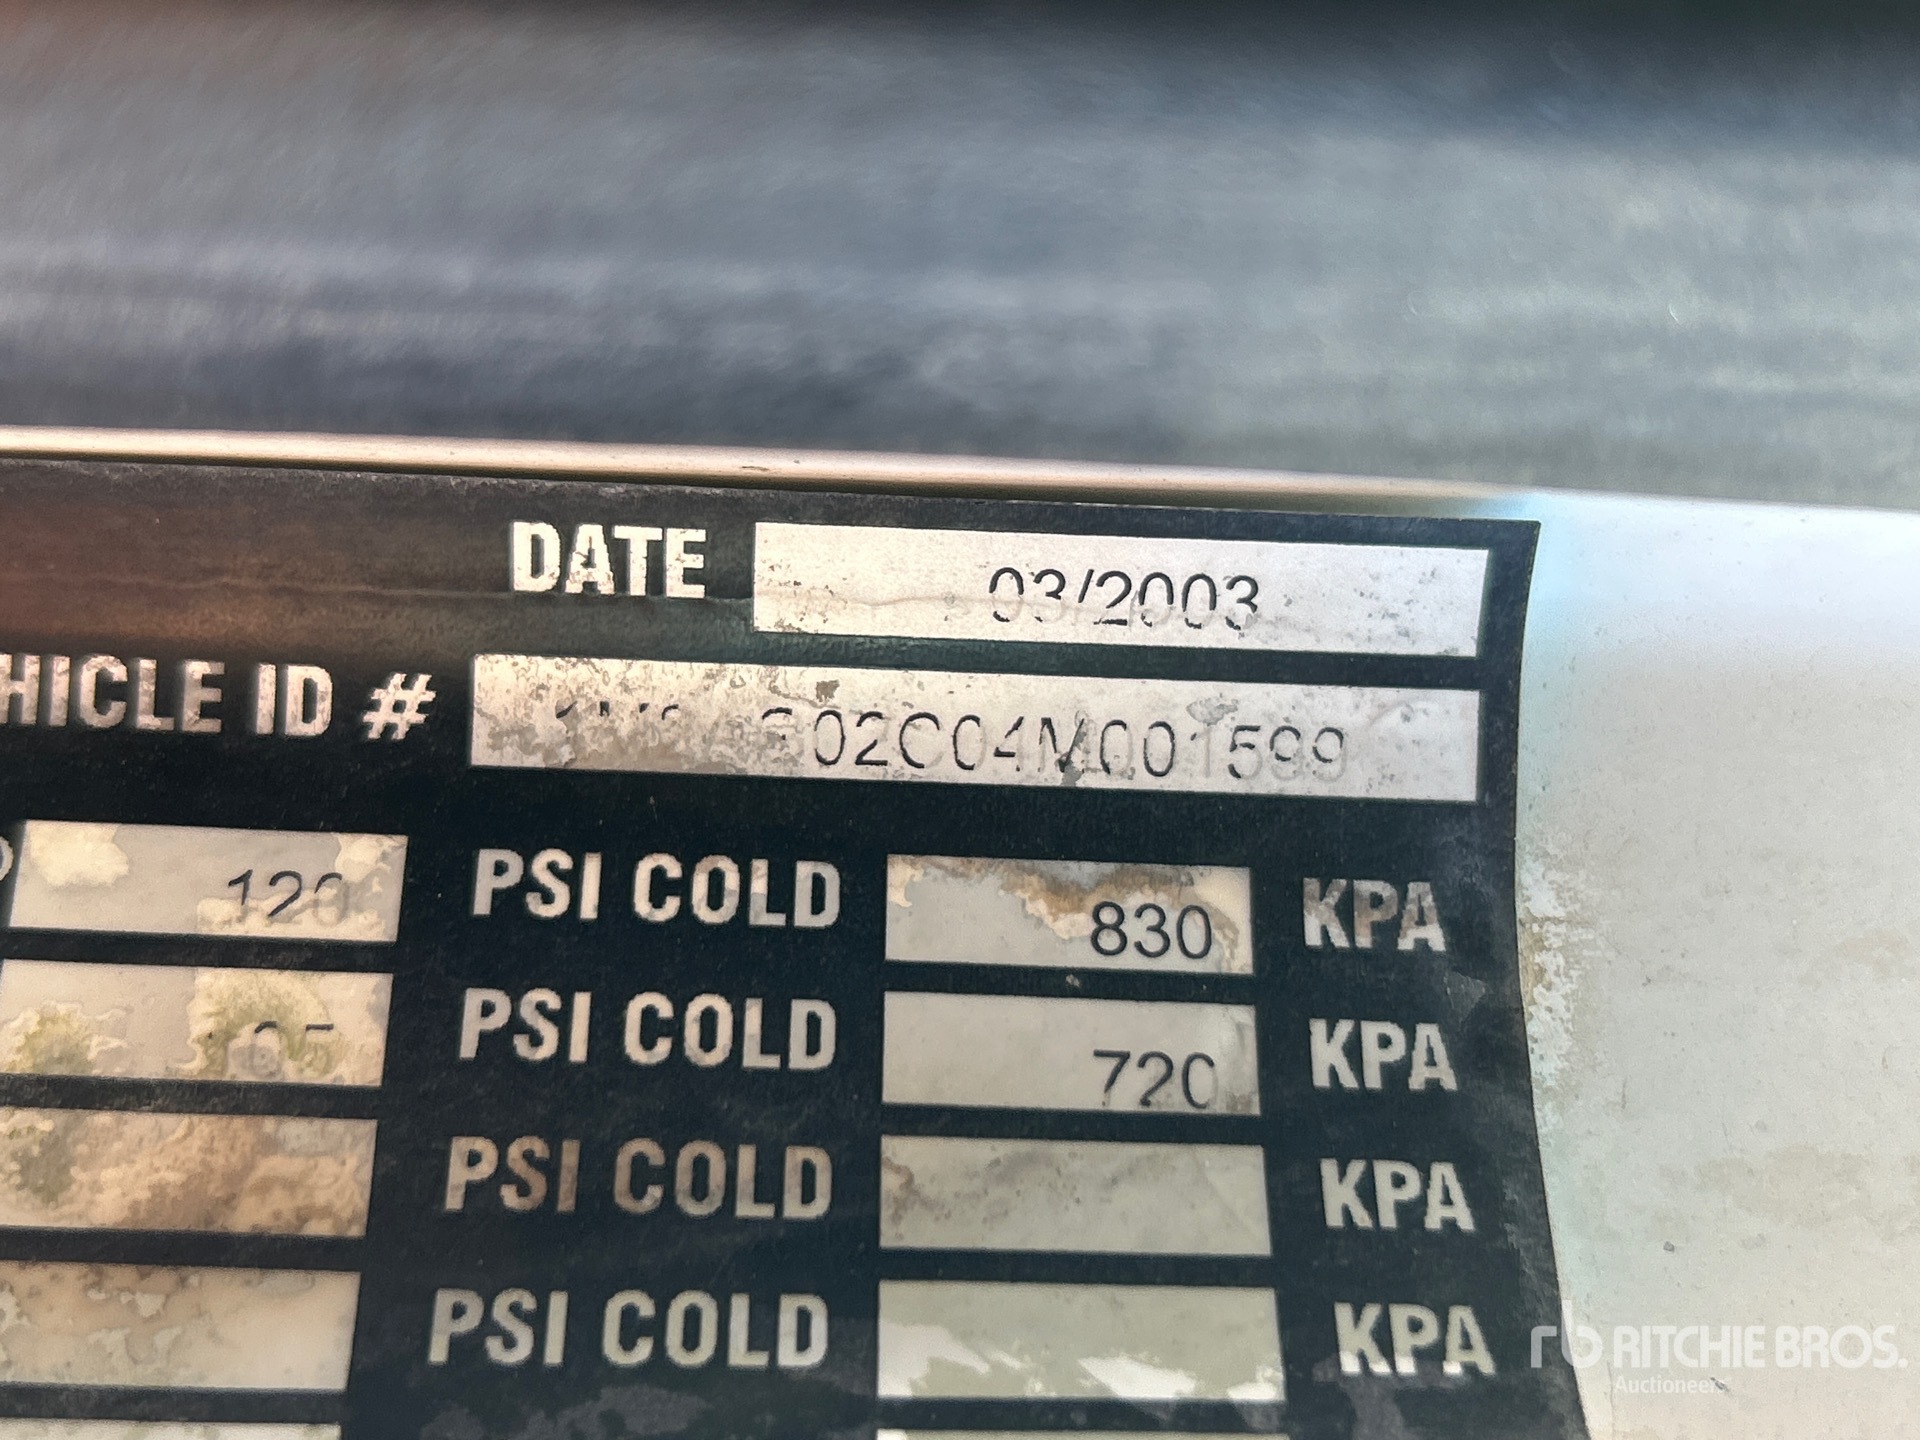 DATE 03/2003
HICLE ID # 02C04M001599
120 PSI COLD 830 KPA
PSI COLD 720 KPA
PSI COLD KPA
PSI COLD KPA
rb RITCHIE BROS.
Auctioneers